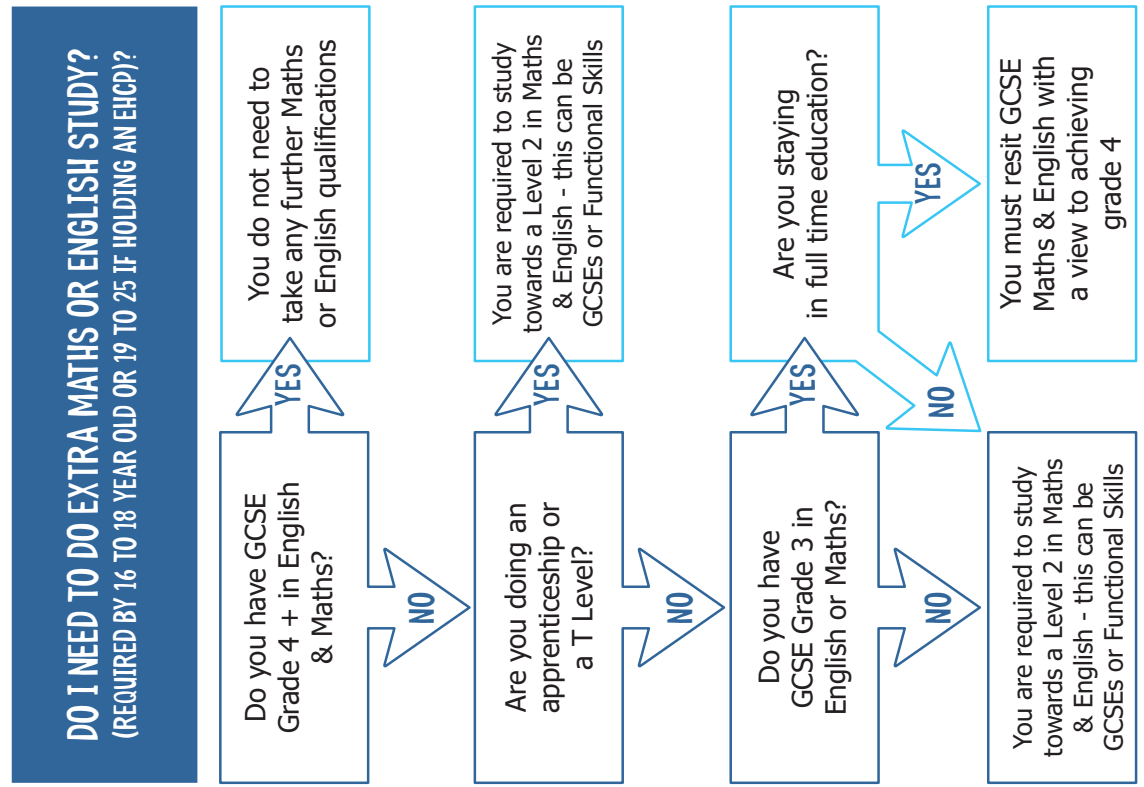 DO I NEED TO DO EXTRA MATHS OR ENGLISH STUDY?
(REQUIRED BY 16 TO 18 YEAR OLD OR 19 TO 25 IF HOLDING AN EHCP)?
Do you have GCSE
Grade 4 + in English
& Maths?
YES
You do not need to
take any further Maths
or English qualifications
NO
Are you doing an
apprenticeship or
a T Level?
YES
You are required to study
towards a Level 2 in Maths
& English - this can be
GCSEs or Functional Skills
NO
Do you have
GCSE Grade 3 in
English or Maths?
YES
Are you staying
in full time education?
NO
NO
YES
You are required to study
towards a Level 2 in Maths
& English - this can be
GCSEs or Functional Skills
You must resit GCSE
Maths & English with
a view to achieving
grade 4